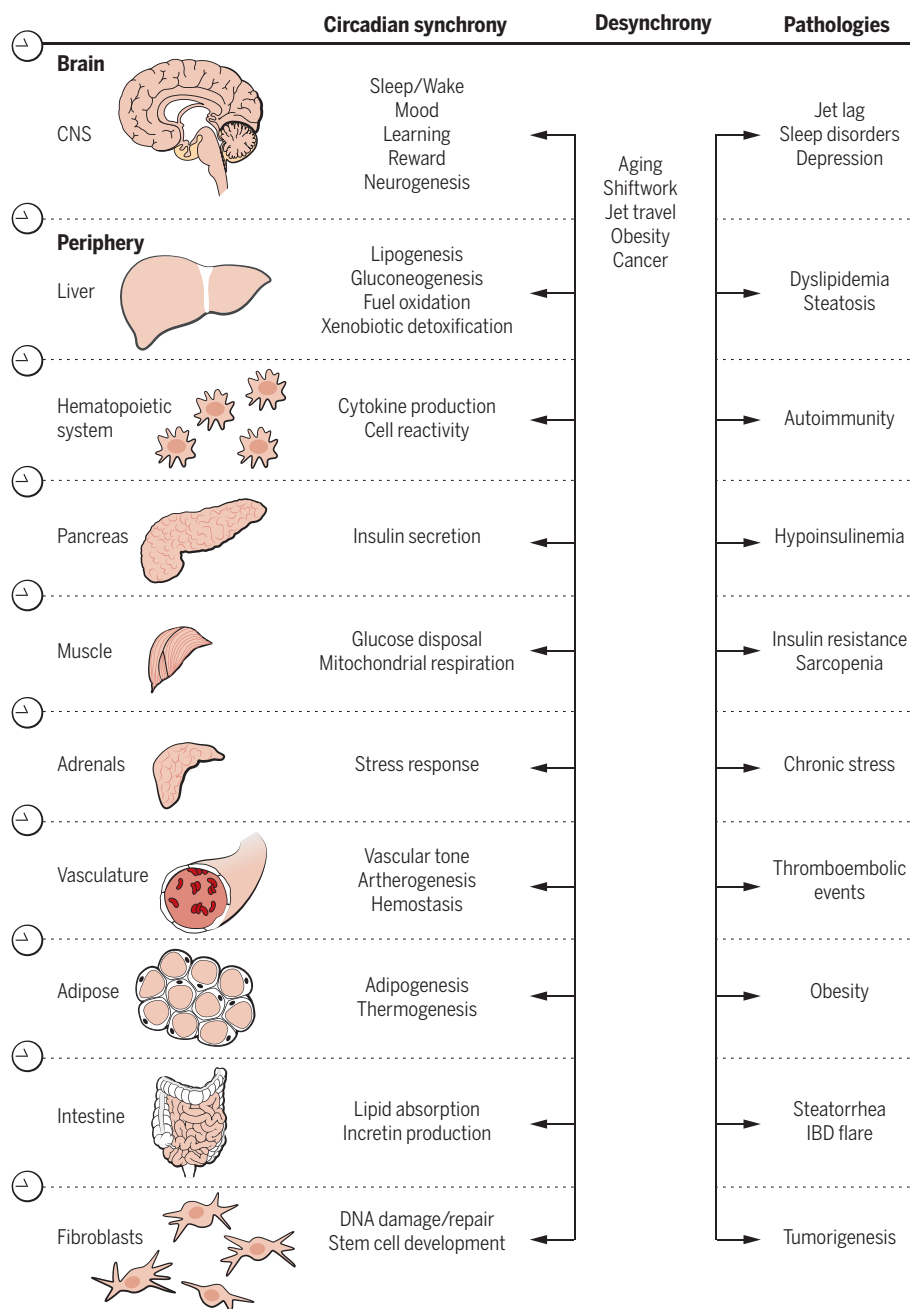 Circadian synchrony
Desynchrony
Pathologies
Brain
CNS
Sleep/Wake
Mood
Learning
Reward
Neurogenesis
Aging
Shiftwork
Jet travel
Obesity
Cancer
Jet lag
Sleep disorders
Depression
Periphery
Liver
Lipogenesis
Gluconeogenesis
Fuel oxidation
Xenobiotic detoxification
Dyslipidemia
Steatosis
Hematopoietic
system
Cytokine production
Cell reactivity
Autoimmunity
Pancreas
Insulin secretion
Hypoinsulinemia
Muscle
Glucose disposal
Mitochondrial respiration
Insulin resistance
Sarcopenia
Adrenals
Stress response
Chronic stress
Vasculature
Vascular tone
Artherogenesis
Hemostasis
Thromboembolic
events
Adipose
Adipogenesis
Thermogenesis
Obesity
Intestine
Lipid absorption
Incretin production
Steatorrhea
IBD flare
Fibroblasts
DNA damage/repair
Stem cell development
Tumorigenesis